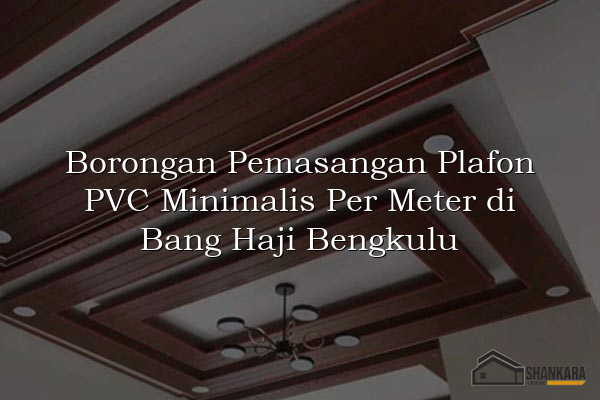 Borongan Pemasangan Plafon
PVC Minimalis Per Meter di
Bang Haji Bengkulu
SHANKARA